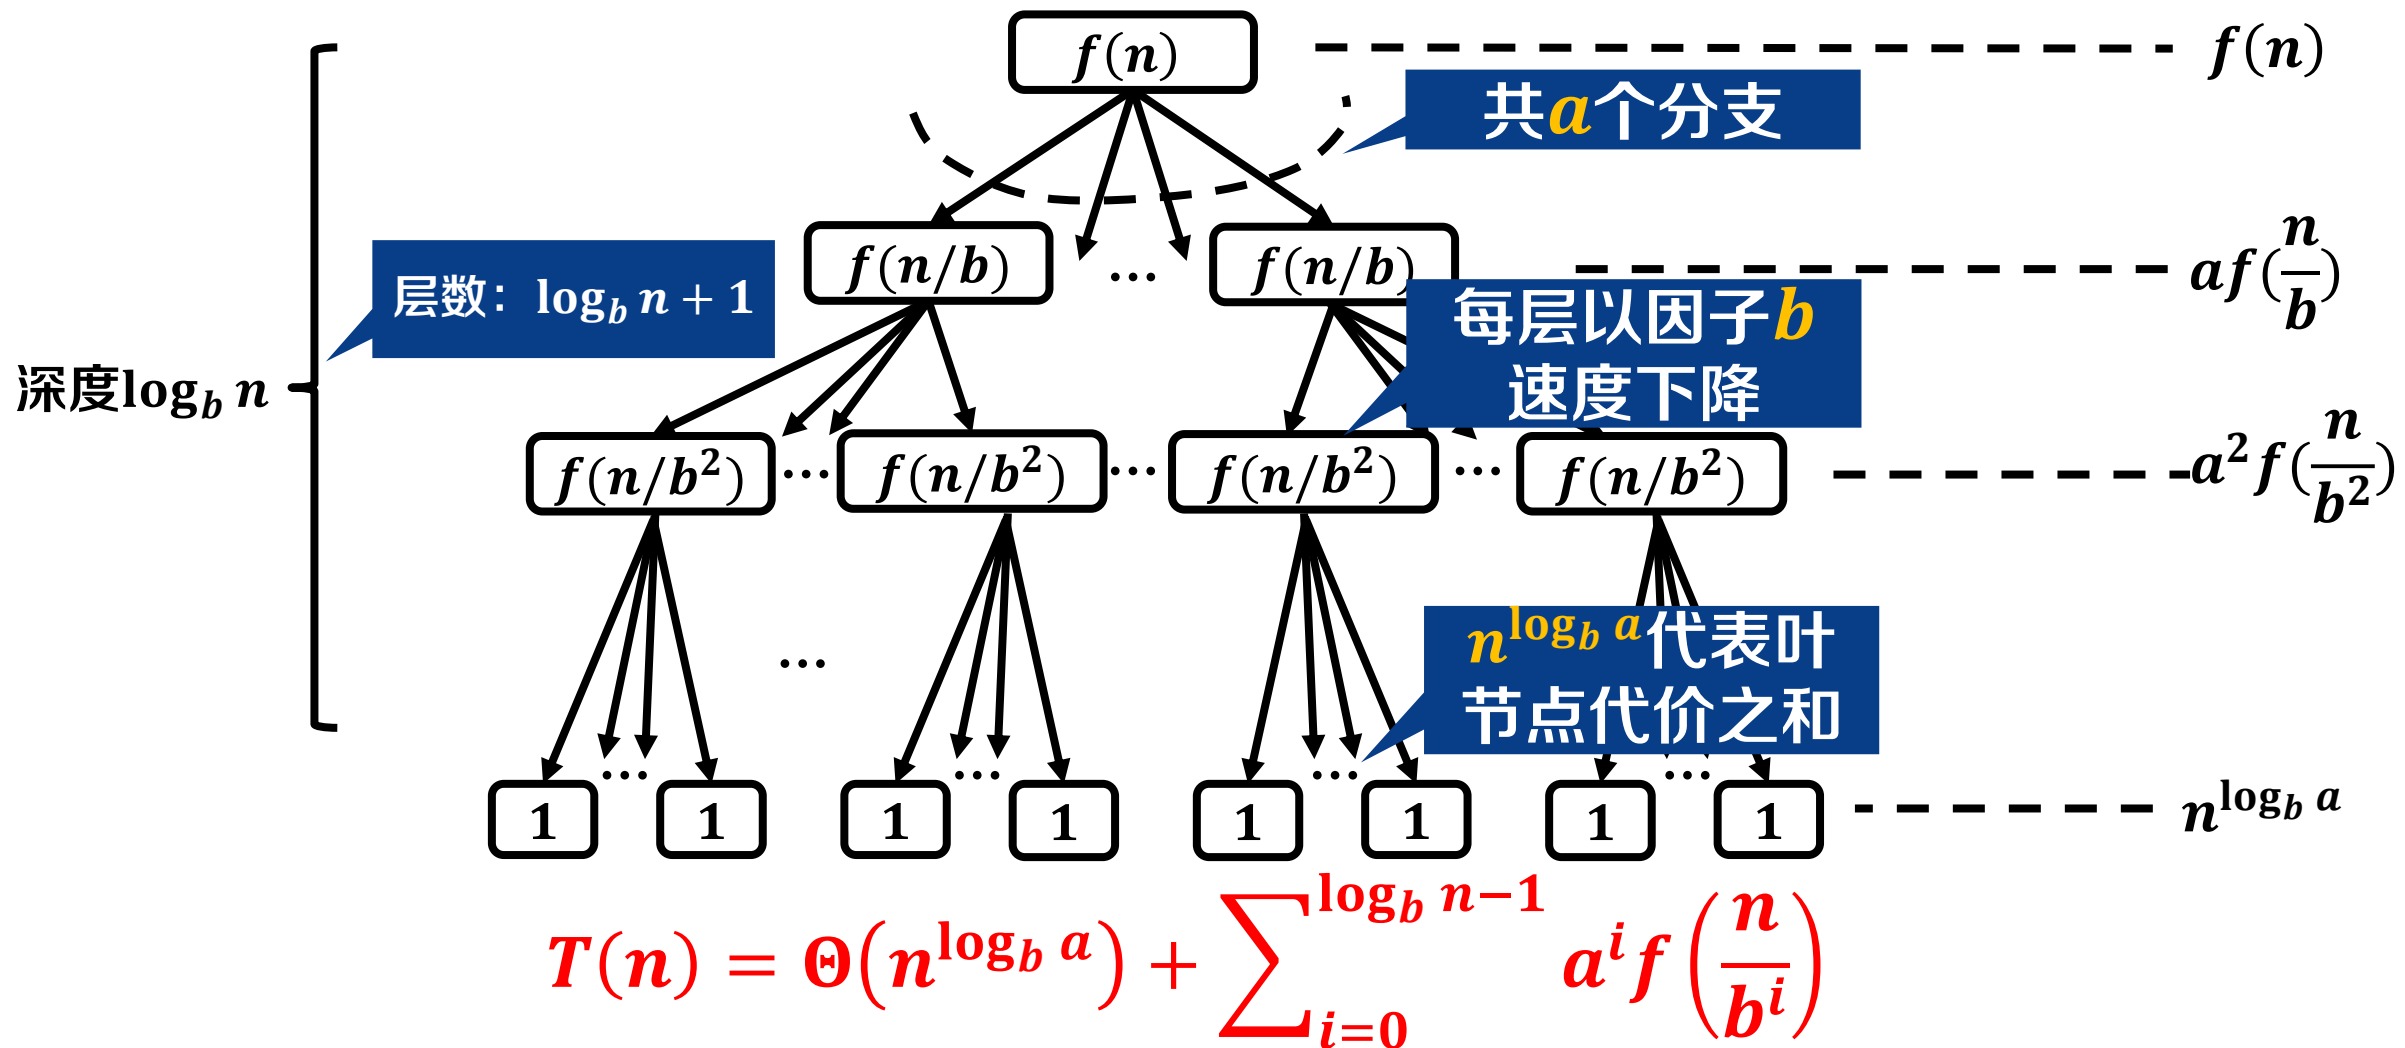 f(n)
f(n)
共a个分支
f(n/b) … f(n/b)
af(n/b)
层数：log_b n + 1
每层以因子b
速度下降
深度log_b n
f(n/b²) … f(n/b²) … f(n/b²) … f(n/b²)
a²f(n/b²)
n^{log_b a}代表叶
节点代价之和
…
… … … …
1 1 1 1 1 1 1 1
n^{log_b a}
T(n) = Θ(n^{log_b a}) + ∑_{i=0}^{log_b n−1} a^i f(n/b^i)